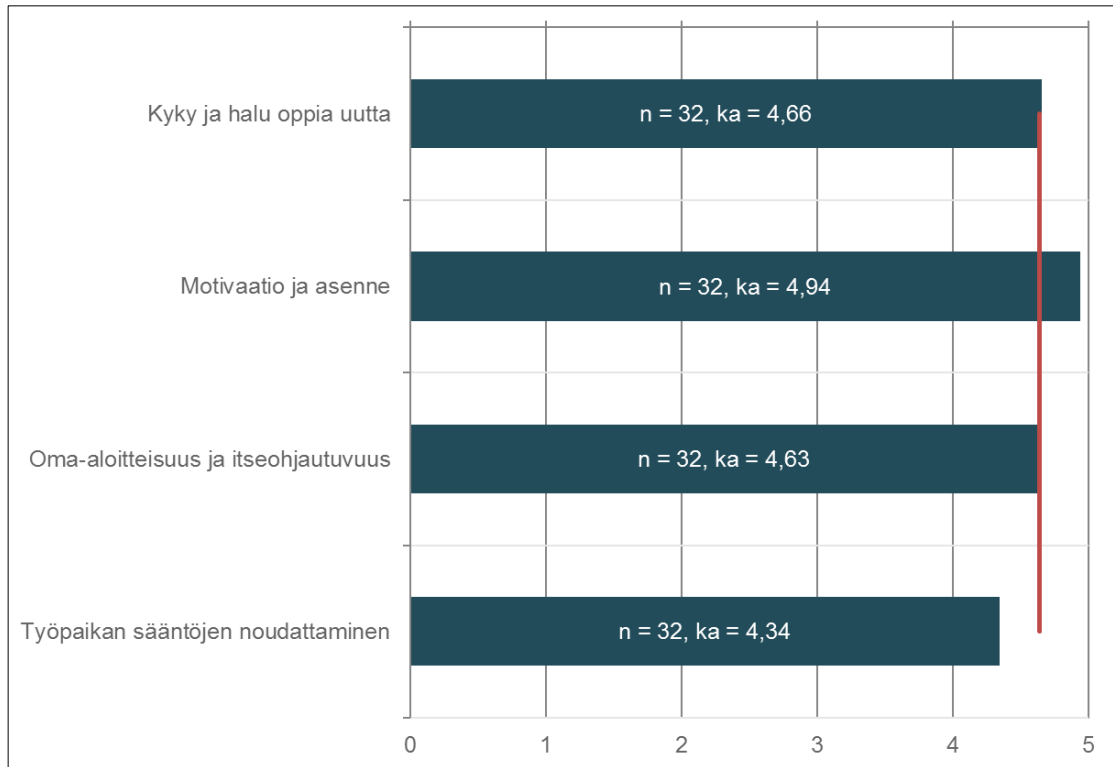 Kyky ja halu oppia uutta
n = 32, ka = 4,66
Motivaatio ja asenne
n = 32, ka = 4,94
Oma-aloitteisuus ja itseohjautuvuus
n = 32, ka = 4,63
Työpaikan sääntöjen noudattaminen
n = 32, ka = 4,34
0 1 2 3 4 5